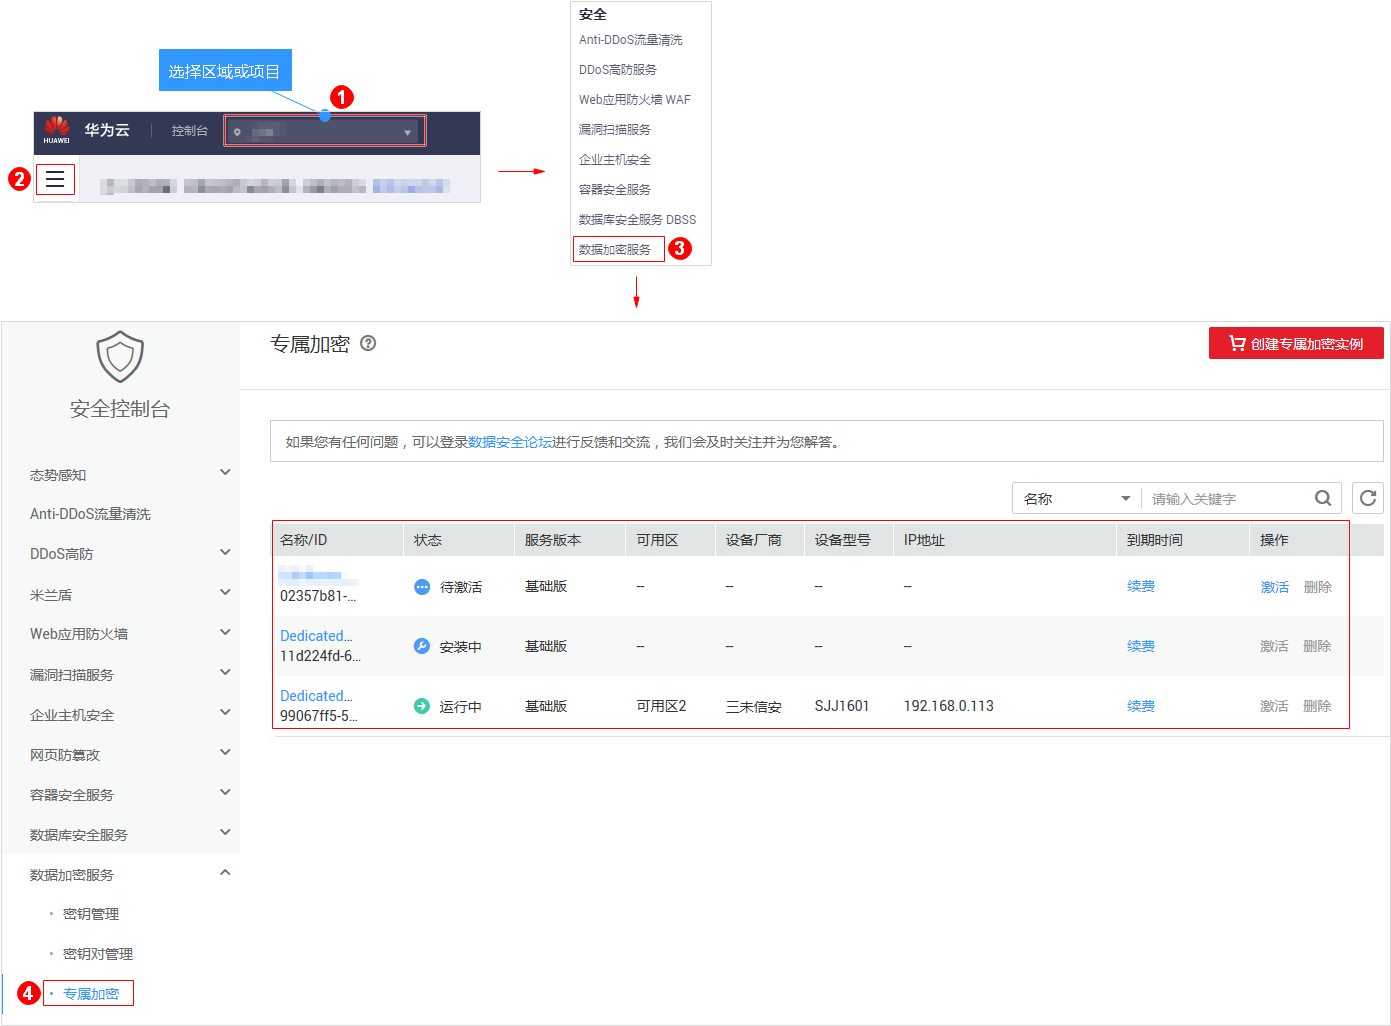 选择区域或项目
1
HUAWEI
华为云
控制台
2
安全
Anti-DDoS流量清洗
DDoS高防服务
Web应用防火墙 WAF
漏洞扫描服务
企业主机安全
容器安全服务
数据库安全服务 DBSS
数据加密服务
3
安全控制台
态势感知
Anti-DDoS流量清洗
DDoS高防
米兰盾
Web应用防火墙
漏洞扫描服务
企业主机安全
网页防篡改
容器安全服务
数据库安全服务
数据加密服务
· 密钥管理
· 密钥对管理
4
· 专属加密
专属加密 ?
创建专属加密实例
如果您有任何问题，可以登录数据安全论坛进行反馈和交流，我们会及时关注并为您解答。
名称 请输入关键字
名称/ID 状态 服务版本 可用区 设备厂商 设备型号 IP地址 到期时间 操作
02357b81-... 待激活 基础版 -- -- -- -- 续费 激活 删除
Dedicated...
11d224fd-6... 安装中 基础版 -- -- -- -- 续费 激活 删除
Dedicated...
99067ff5-5... 运行中 基础版 可用区2 三未信安 SJJ1601 192.168.0.113 续费 激活 删除